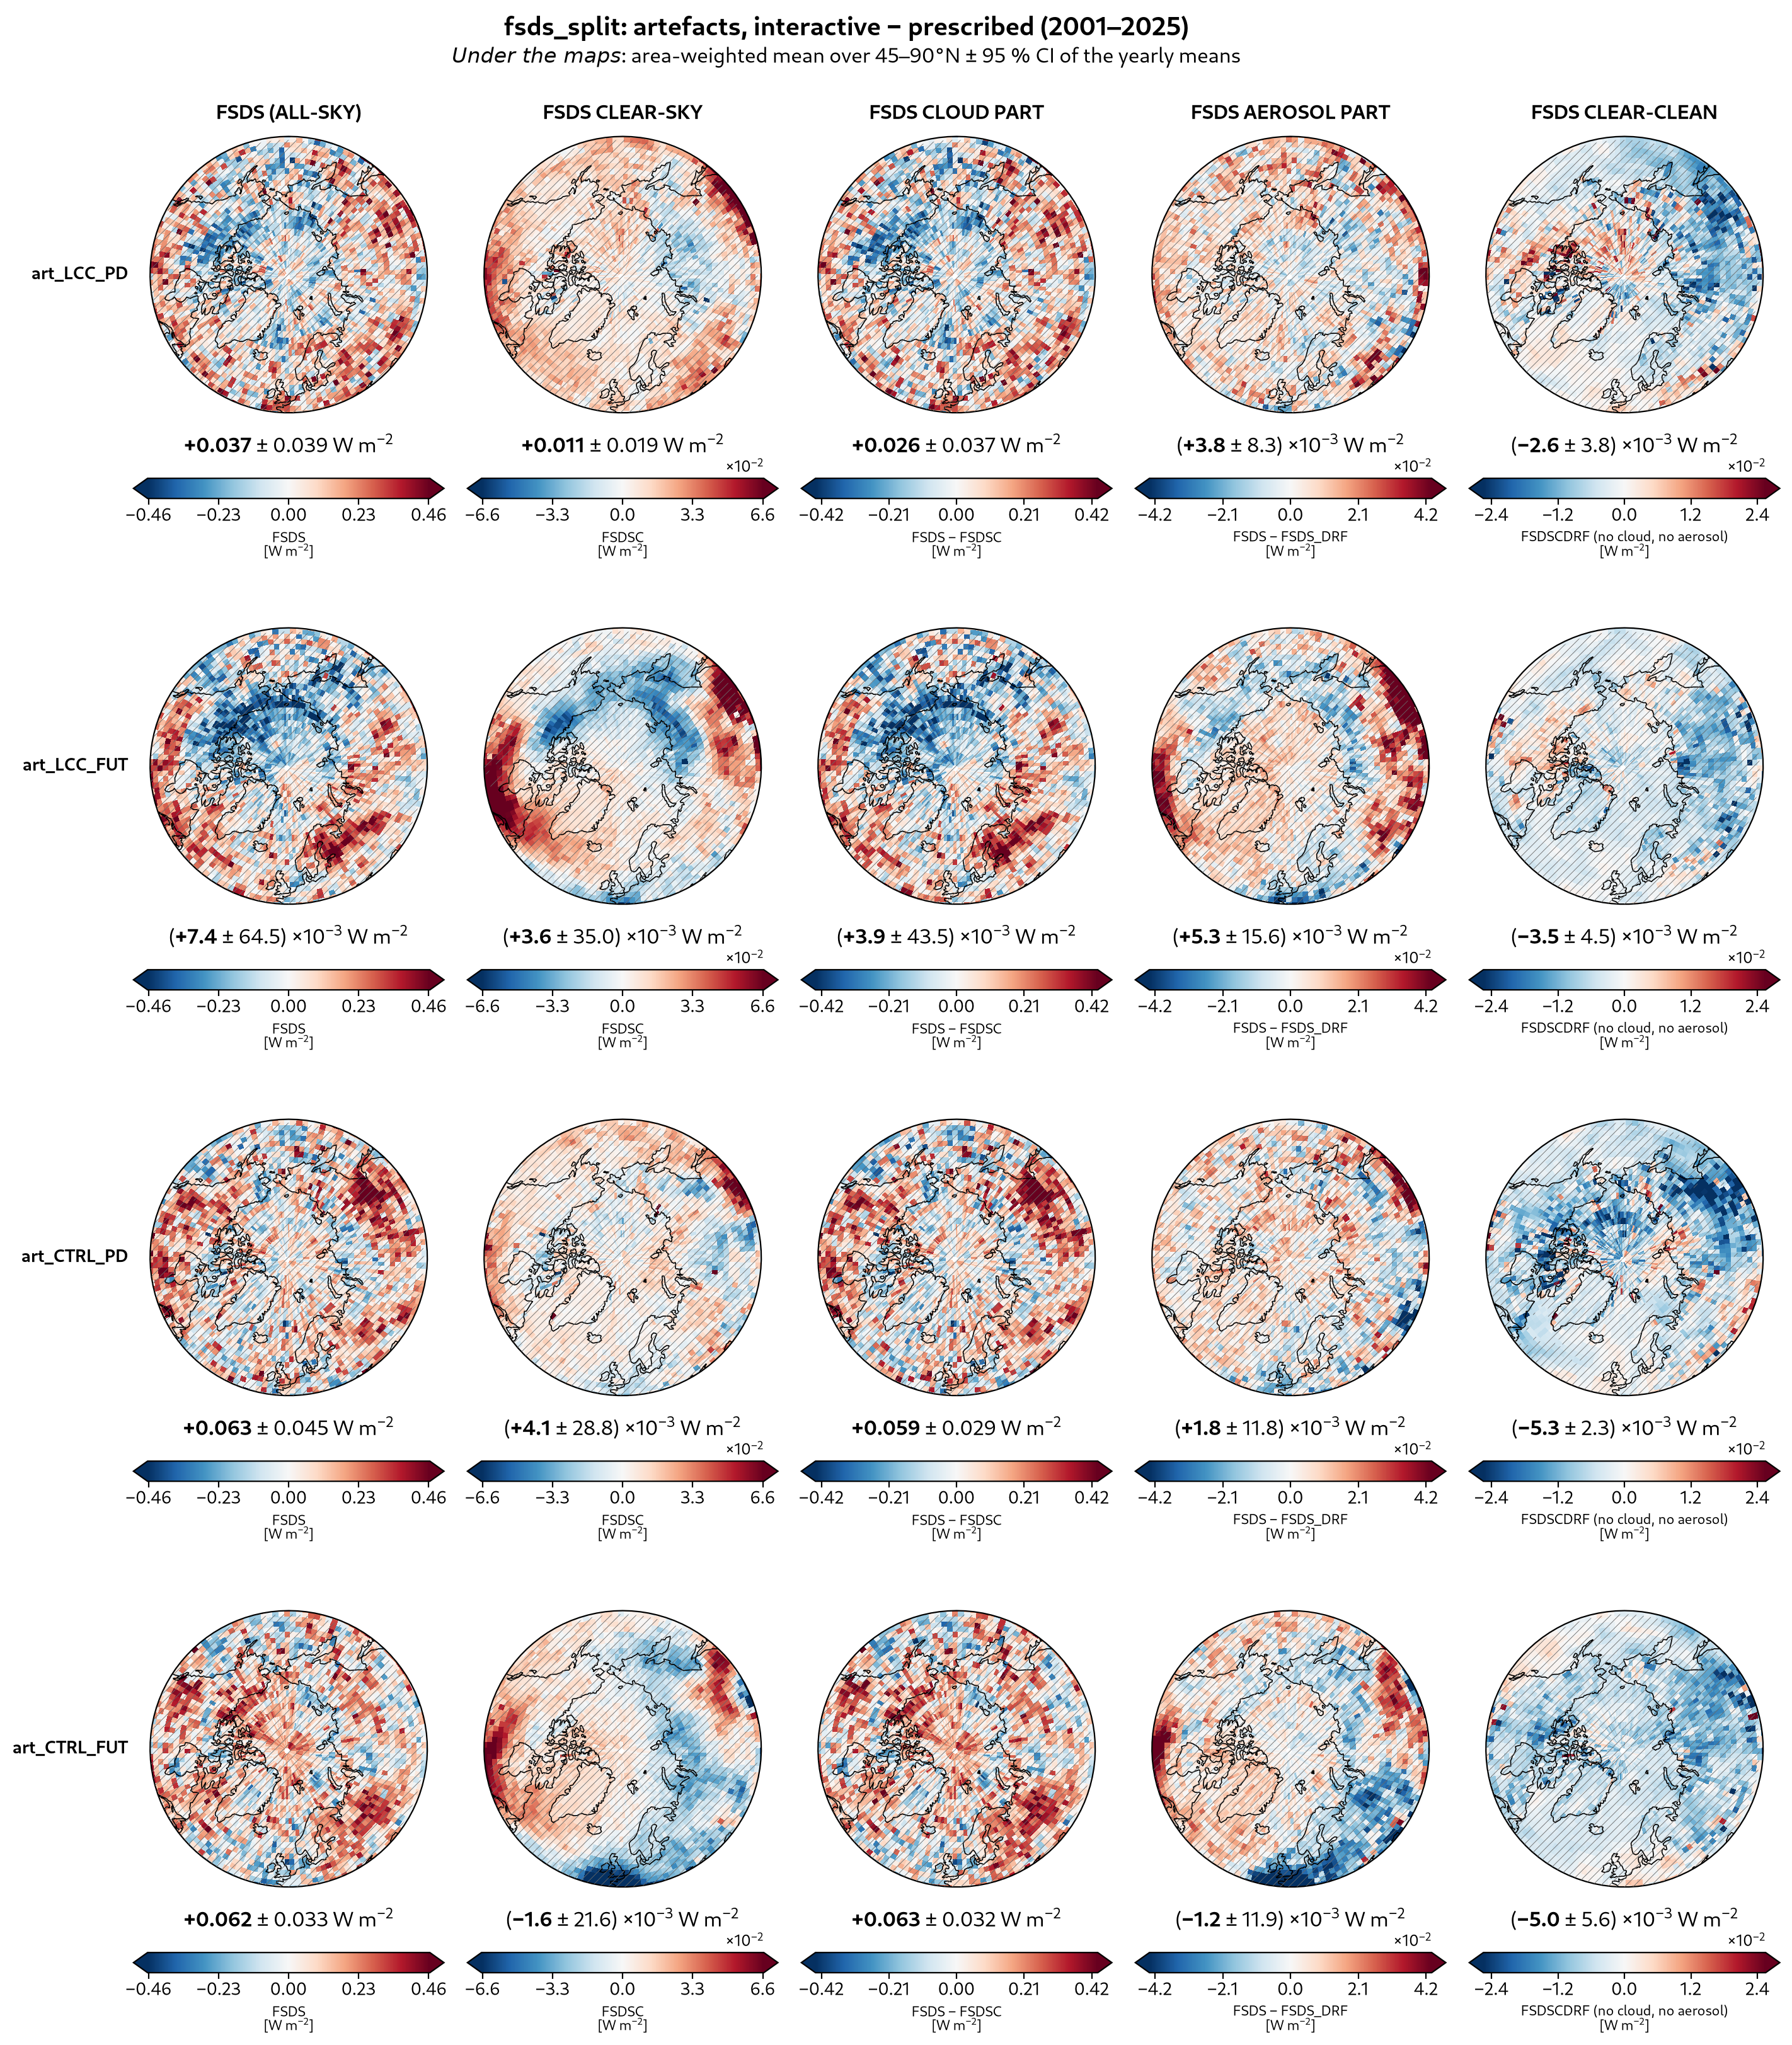 fsds_split: artefacts, interactive − prescribed (2001–2025)
Under the maps: area-weighted mean over 45–90°N ± 95 % CI of the yearly means
FSDS (ALL-SKY) FSDS CLEAR-SKY FSDS CLOUD PART FSDS AEROSOL PART FSDS CLEAR-CLEAN
art_LCC_PD
+0.037 ± 0.039 W m⁻² +0.011 ± 0.019 W m⁻² +0.026 ± 0.037 W m⁻² (+3.8 ± 8.3) ×10⁻³ W m⁻² (−2.6 ± 3.8) ×10⁻³ W m⁻²
×10⁻² ×10⁻² ×10⁻²
−0.46 −0.23 0.00 0.23 0.46 −6.6 −3.3 0.0 3.3 6.6 −0.42 −0.21 0.00 0.21 0.42 −4.2 −2.1 0.0 2.1 4.2 −2.4 −1.2 0.0 1.2 2.4
FSDS FSDSC FSDS − FSDSC FSDS − FSDS_DRF FSDSCDRF (no cloud, no aerosol)
[W m⁻²] [W m⁻²] [W m⁻²] [W m⁻²] [W m⁻²]
art_LCC_FUT
(+7.4 ± 64.5) ×10⁻³ W m⁻² (+3.6 ± 35.0) ×10⁻³ W m⁻² (+3.9 ± 43.5) ×10⁻³ W m⁻² (+5.3 ± 15.6) ×10⁻³ W m⁻² (−3.5 ± 4.5) ×10⁻³ W m⁻²
×10⁻² ×10⁻² ×10⁻²
−0.46 −0.23 0.00 0.23 0.46 −6.6 −3.3 0.0 3.3 6.6 −0.42 −0.21 0.00 0.21 0.42 −4.2 −2.1 0.0 2.1 4.2 −2.4 −1.2 0.0 1.2 2.4
FSDS FSDSC FSDS − FSDSC FSDS − FSDS_DRF FSDSCDRF (no cloud, no aerosol)
[W m⁻²] [W m⁻²] [W m⁻²] [W m⁻²] [W m⁻²]
art_CTRL_PD
+0.063 ± 0.045 W m⁻² (+4.1 ± 28.8) ×10⁻³ W m⁻² +0.059 ± 0.029 W m⁻² (+1.8 ± 11.8) ×10⁻³ W m⁻² (−5.3 ± 2.3) ×10⁻³ W m⁻²
×10⁻² ×10⁻² ×10⁻²
−0.46 −0.23 0.00 0.23 0.46 −6.6 −3.3 0.0 3.3 6.6 −0.42 −0.21 0.00 0.21 0.42 −4.2 −2.1 0.0 2.1 4.2 −2.4 −1.2 0.0 1.2 2.4
FSDS FSDSC FSDS − FSDSC FSDS − FSDS_DRF FSDSCDRF (no cloud, no aerosol)
[W m⁻²] [W m⁻²] [W m⁻²] [W m⁻²] [W m⁻²]
art_CTRL_FUT
+0.062 ± 0.033 W m⁻² (−1.6 ± 21.6) ×10⁻³ W m⁻² +0.063 ± 0.032 W m⁻² (−1.2 ± 11.9) ×10⁻³ W m⁻² (−5.0 ± 5.6) ×10⁻³ W m⁻²
×10⁻² ×10⁻² ×10⁻²
−0.46 −0.23 0.00 0.23 0.46 −6.6 −3.3 0.0 3.3 6.6 −0.42 −0.21 0.00 0.21 0.42 −4.2 −2.1 0.0 2.1 4.2 −2.4 −1.2 0.0 1.2 2.4
FSDS FSDSC FSDS − FSDSC FSDS − FSDS_DRF FSDSCDRF (no cloud, no aerosol)
[W m⁻²] [W m⁻²] [W m⁻²] [W m⁻²] [W m⁻²]